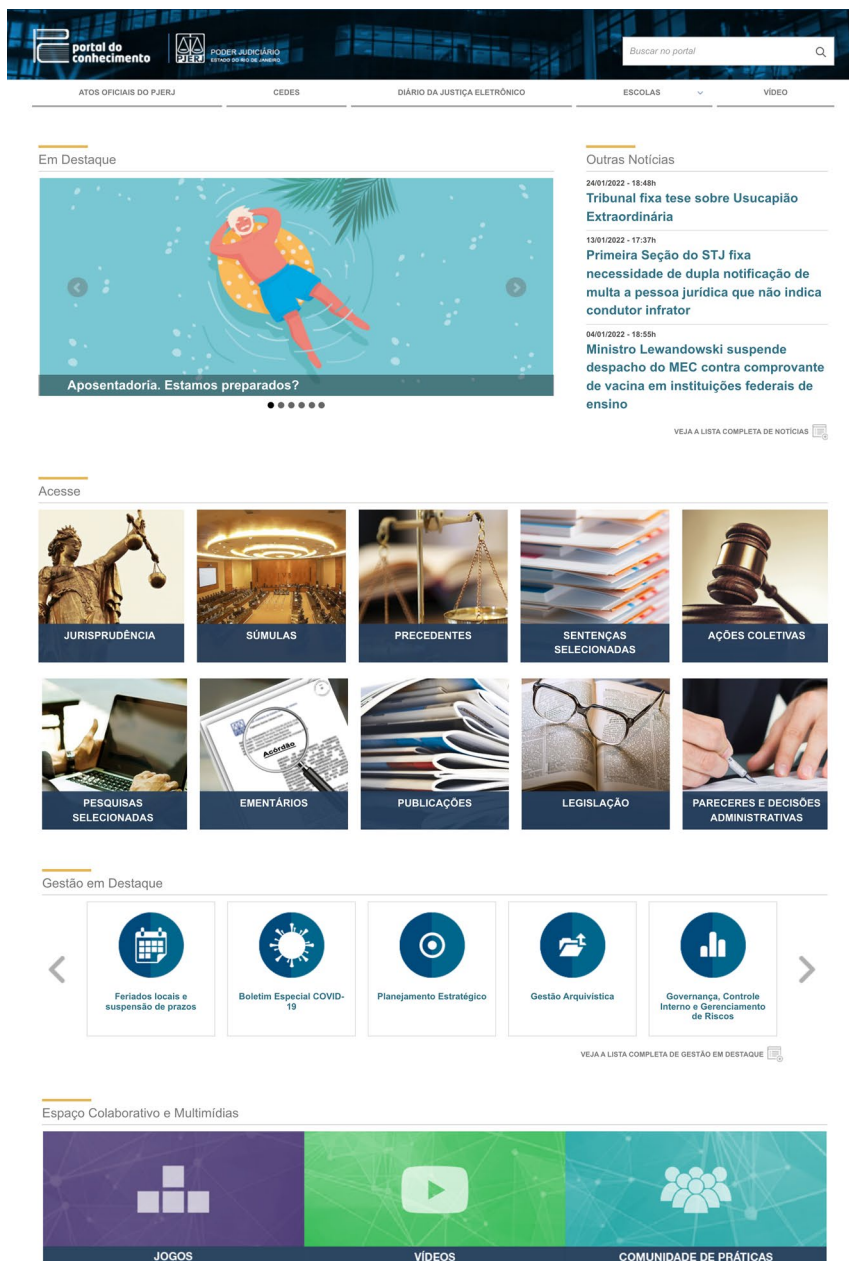 portal do
conhecimento
PJERJ
PODER JUDICIÁRIO
ESTADO DO RIO DE JANEIRO
Buscar no portal
ATOS OFICIAIS DO PJERJ
CEDES
DIÁRIO DA JUSTIÇA ELETRÔNICO
ESCOLAS
VÍDEO
Em Destaque
Aposentadoria. Estamos preparados?
Outras Notícias
24/01/2022 - 18:48h
Tribunal fixa tese sobre Usucapião
Extraordinária
13/01/2022 - 17:37h
Primeira Seção do STJ fixa
necessidade de dupla notificação de
multa a pessoa jurídica que não indica
condutor infrator
04/01/2022 - 18:55h
Ministro Lewandowski suspende
despacho do MEC contra comprovante
de vacina em instituições federais de
ensino
VEJA A LISTA COMPLETA DE NOTÍCIAS
Acesse
JURISPRUDÊNCIA
SÚMULAS
PRECEDENTES
SENTENÇAS
SELECIONADAS
AÇÕES COLETIVAS
PESQUISAS
SELECIONADAS
Acórdão
EMENTÁRIOS
PUBLICAÇÕES
LEGISLAÇÃO
PARECERES E DECISÕES
ADMINISTRATIVAS
Gestão em Destaque
Feriados locais e
suspensão de prazos
Boletim Especial COVID-
19
Planejamento Estratégico
Gestão Arquivística
Governança, Controle
Interno e Gerenciamento
de Riscos
VEJA A LISTA COMPLETA DE GESTÃO EM DESTAQUE
Espaço Colaborativo e Multimídias
JOGOS
VÍDEOS
COMUNIDADE DE PRÁTICAS